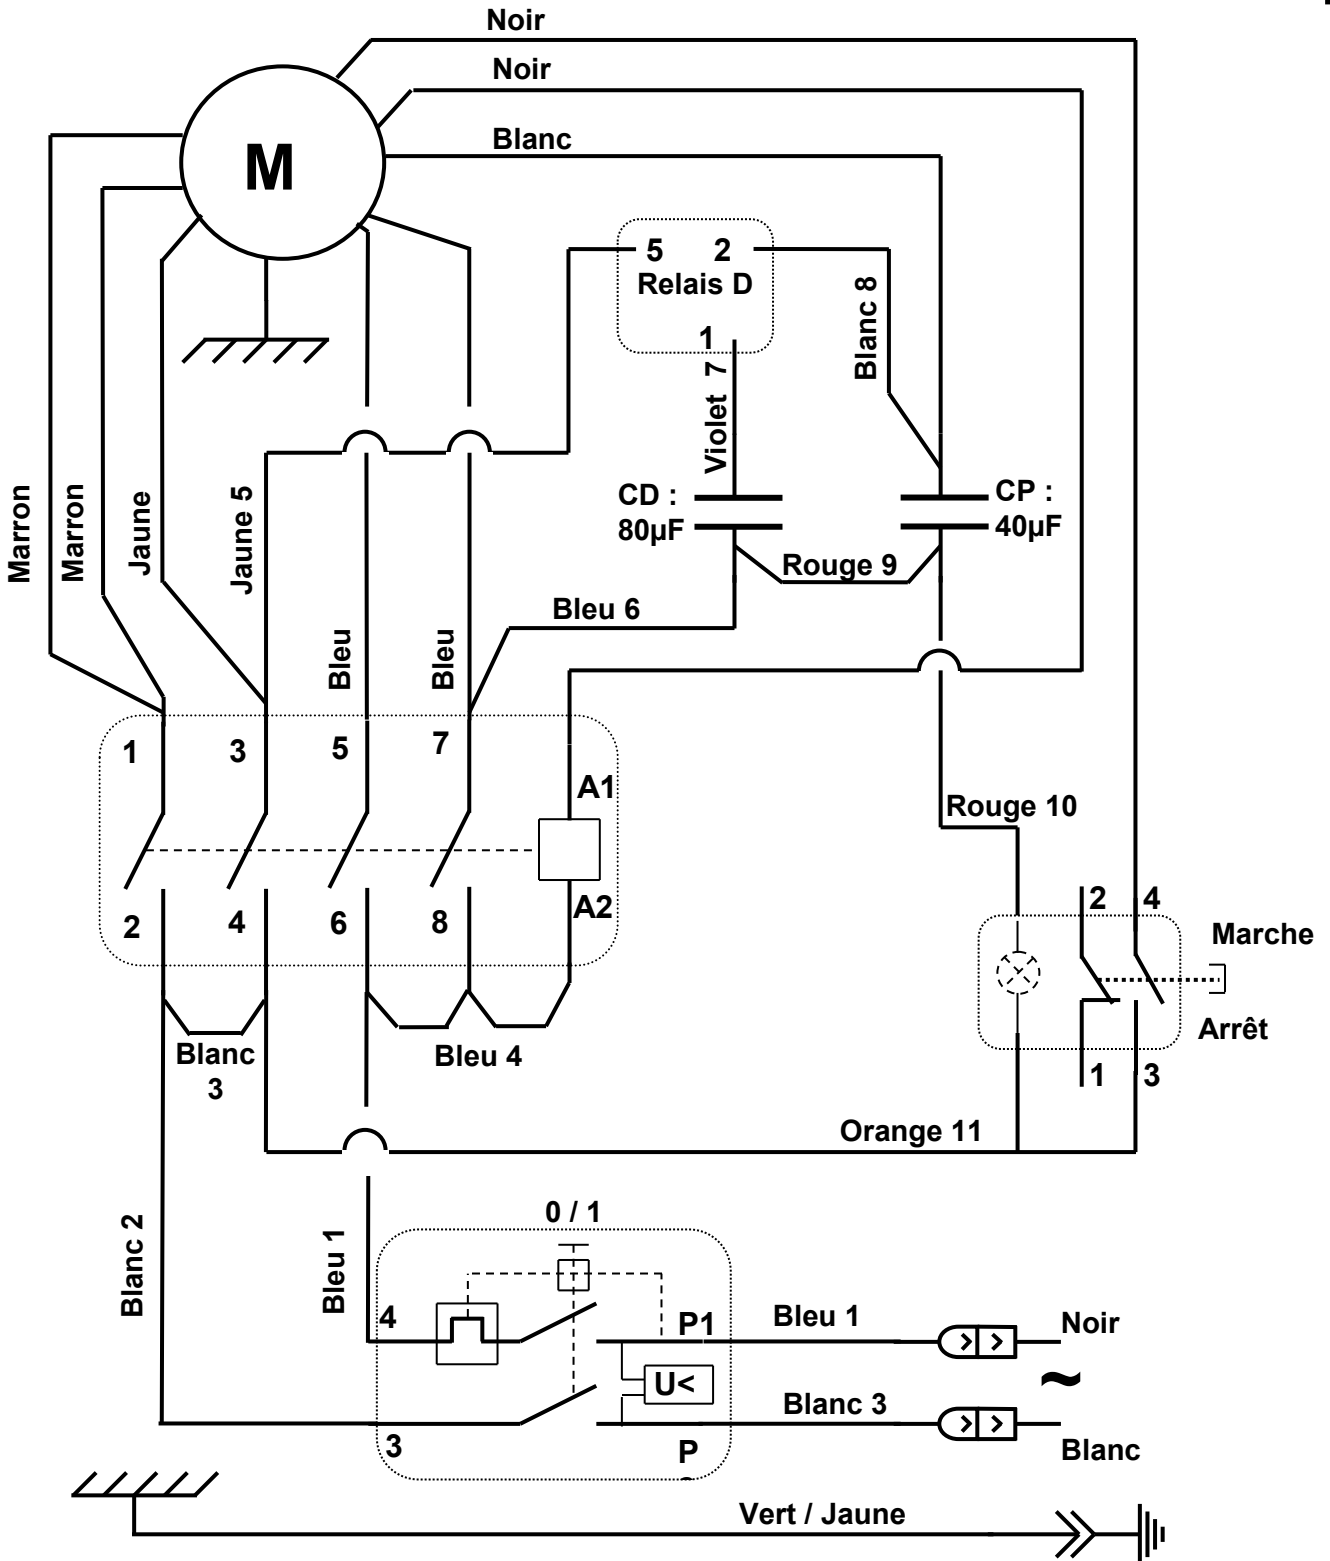 Noir
Noir
Blanc
M
5 2
Relais D
1
Blanc 8
Violet 7
CD :
80µF
CP :
40µF
Rouge 9
Marron
Marron
Jaune
Jaune 5
Bleu
Bleu
Bleu 6
1 3 5 7
A1
2 4 6 8
A2
Rouge 10
2 4
Marche
Arrêt
1 3
Blanc
3
Bleu 4
Orange 11
0 / 1
Blanc 2
Bleu 1
4
P1
Bleu 1
Noir
~
U<
Blanc 3
3
P
Blanc
Vert / Jaune